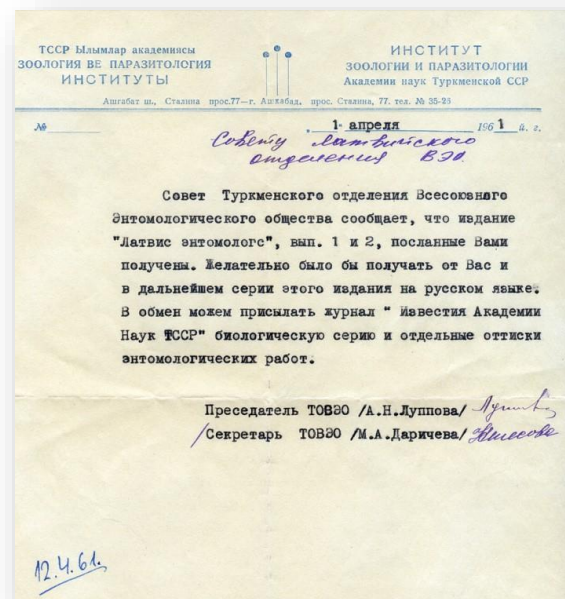 ТССР Ылымлар академиясы
ЗООЛОГИЯ ВЕ ПАРАЗИТОЛОГИЯ
ИНСТИТУТЫ
ИНСТИТУТ
ЗООЛОГИИ И ПАРАЗИТОЛОГИИ
Академии наук Туркменской ССР
Ашгабат ш., Сталина прос.77—г. Ашхабад, прос. Сталина, 77. тел. № 35-26
№ 1 апреля 1961 й. г.
Совету Латвийского
отделения ВЭО.
Совет Туркменского отделения Всесоюзного
Энтомологического общества сообщает, что издание
"Латвис энтомологс", вып. 1 и 2, посланные Вами
получены. Желательно было бы получать от Вас и
в дальнейшем серии этого издания на русском языке.
В обмен можем присылать журнал " Известия Академии
Наук ТССР" биологическую серию и отдельные оттиски
энтомологических работ.
Преседатель ТОВЭО /А.Н.Луппова/
/Секретарь ТОВЭО /М.А.Даричева/
12.4.61.